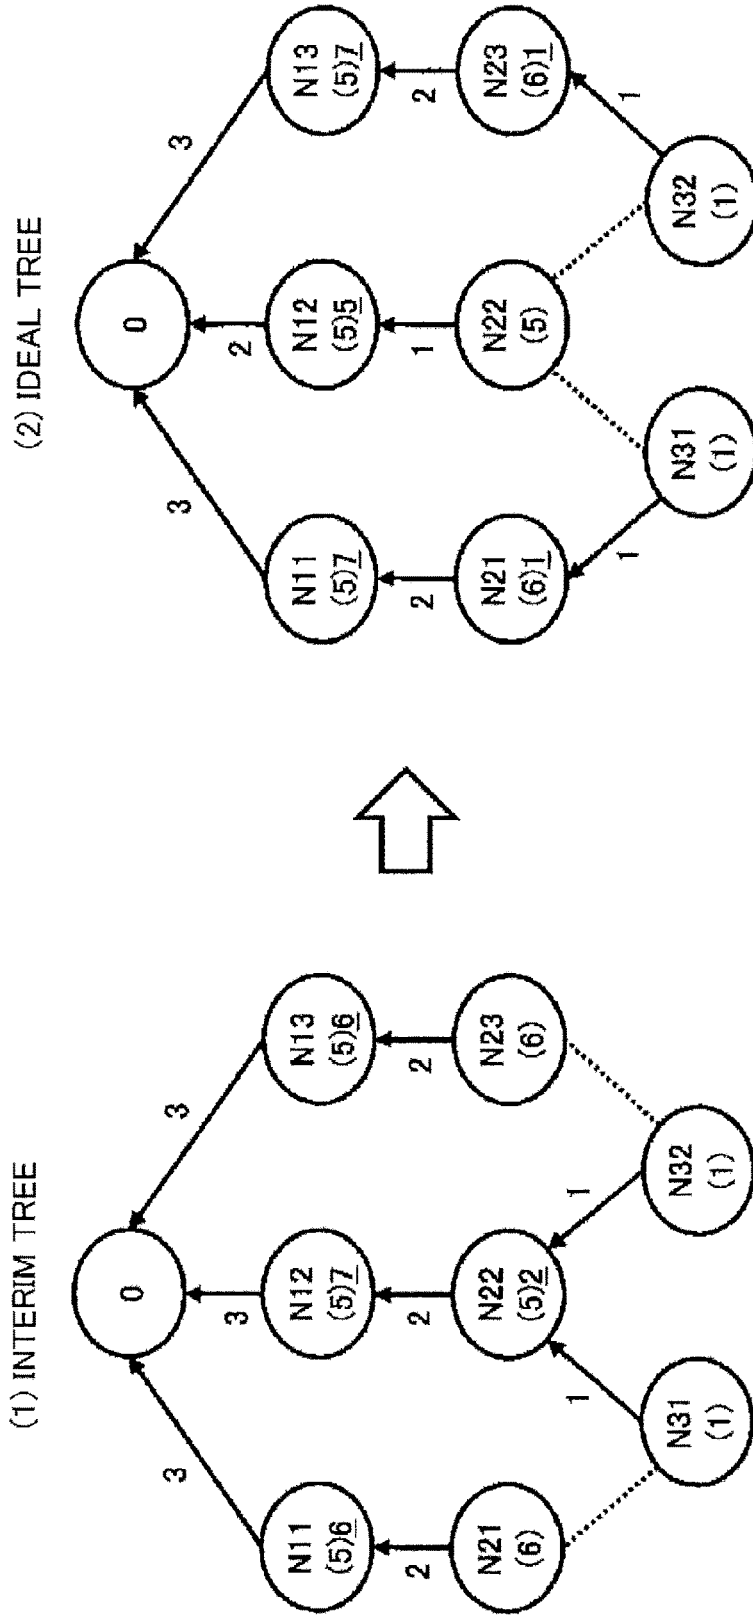 (1) INTERIM TREE
0
3
3
3
N11
(5)6
N12
(5)7
N13
(5)6
2
2
2
N21
(6)
N22
(5)2
N23
(6)
1
1
N31
(1)
N32
(1)
(2) IDEAL TREE
0
3
2
3
N11
(5)7
N12
(5)5
N13
(5)7
2
1
2
N21
(6)1
N22
(5)
N23
(6)1
1
1
N31
(1)
N32
(1)